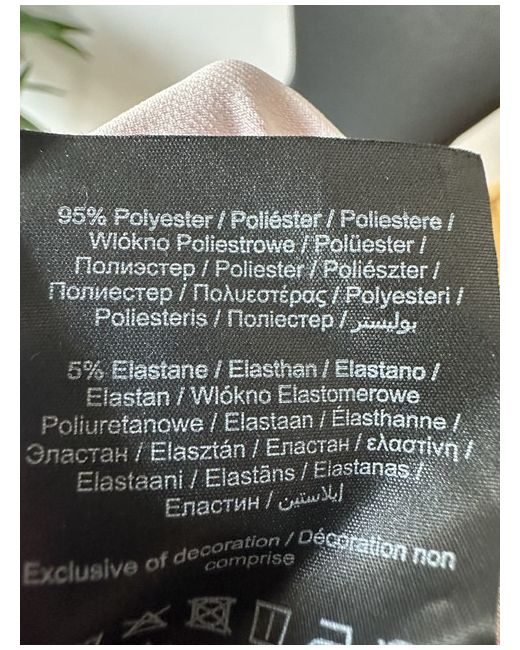 95% Polyester / Poliéster / Poliestere /
Wlókno Poliestrowe / Polüester /
Полиэстер / Poliester / Poliészter /
Полиестер / Πολυεστέρας / Polyesteri /
Poliesteris / Поліестер / بوليستر
5% Elastane / Elasthan / Elastano /
Elastan / Wlókno Elastomerowe
Poliuretanowe / Elastaan / Élasthanne /
Эластан / Elasztán / Еластан / ελαστίνη /
Elastaani / Elastāns / Elastanas /
Еластин / إيلاستين
Exclusive of decoration / Décoration non
comprise